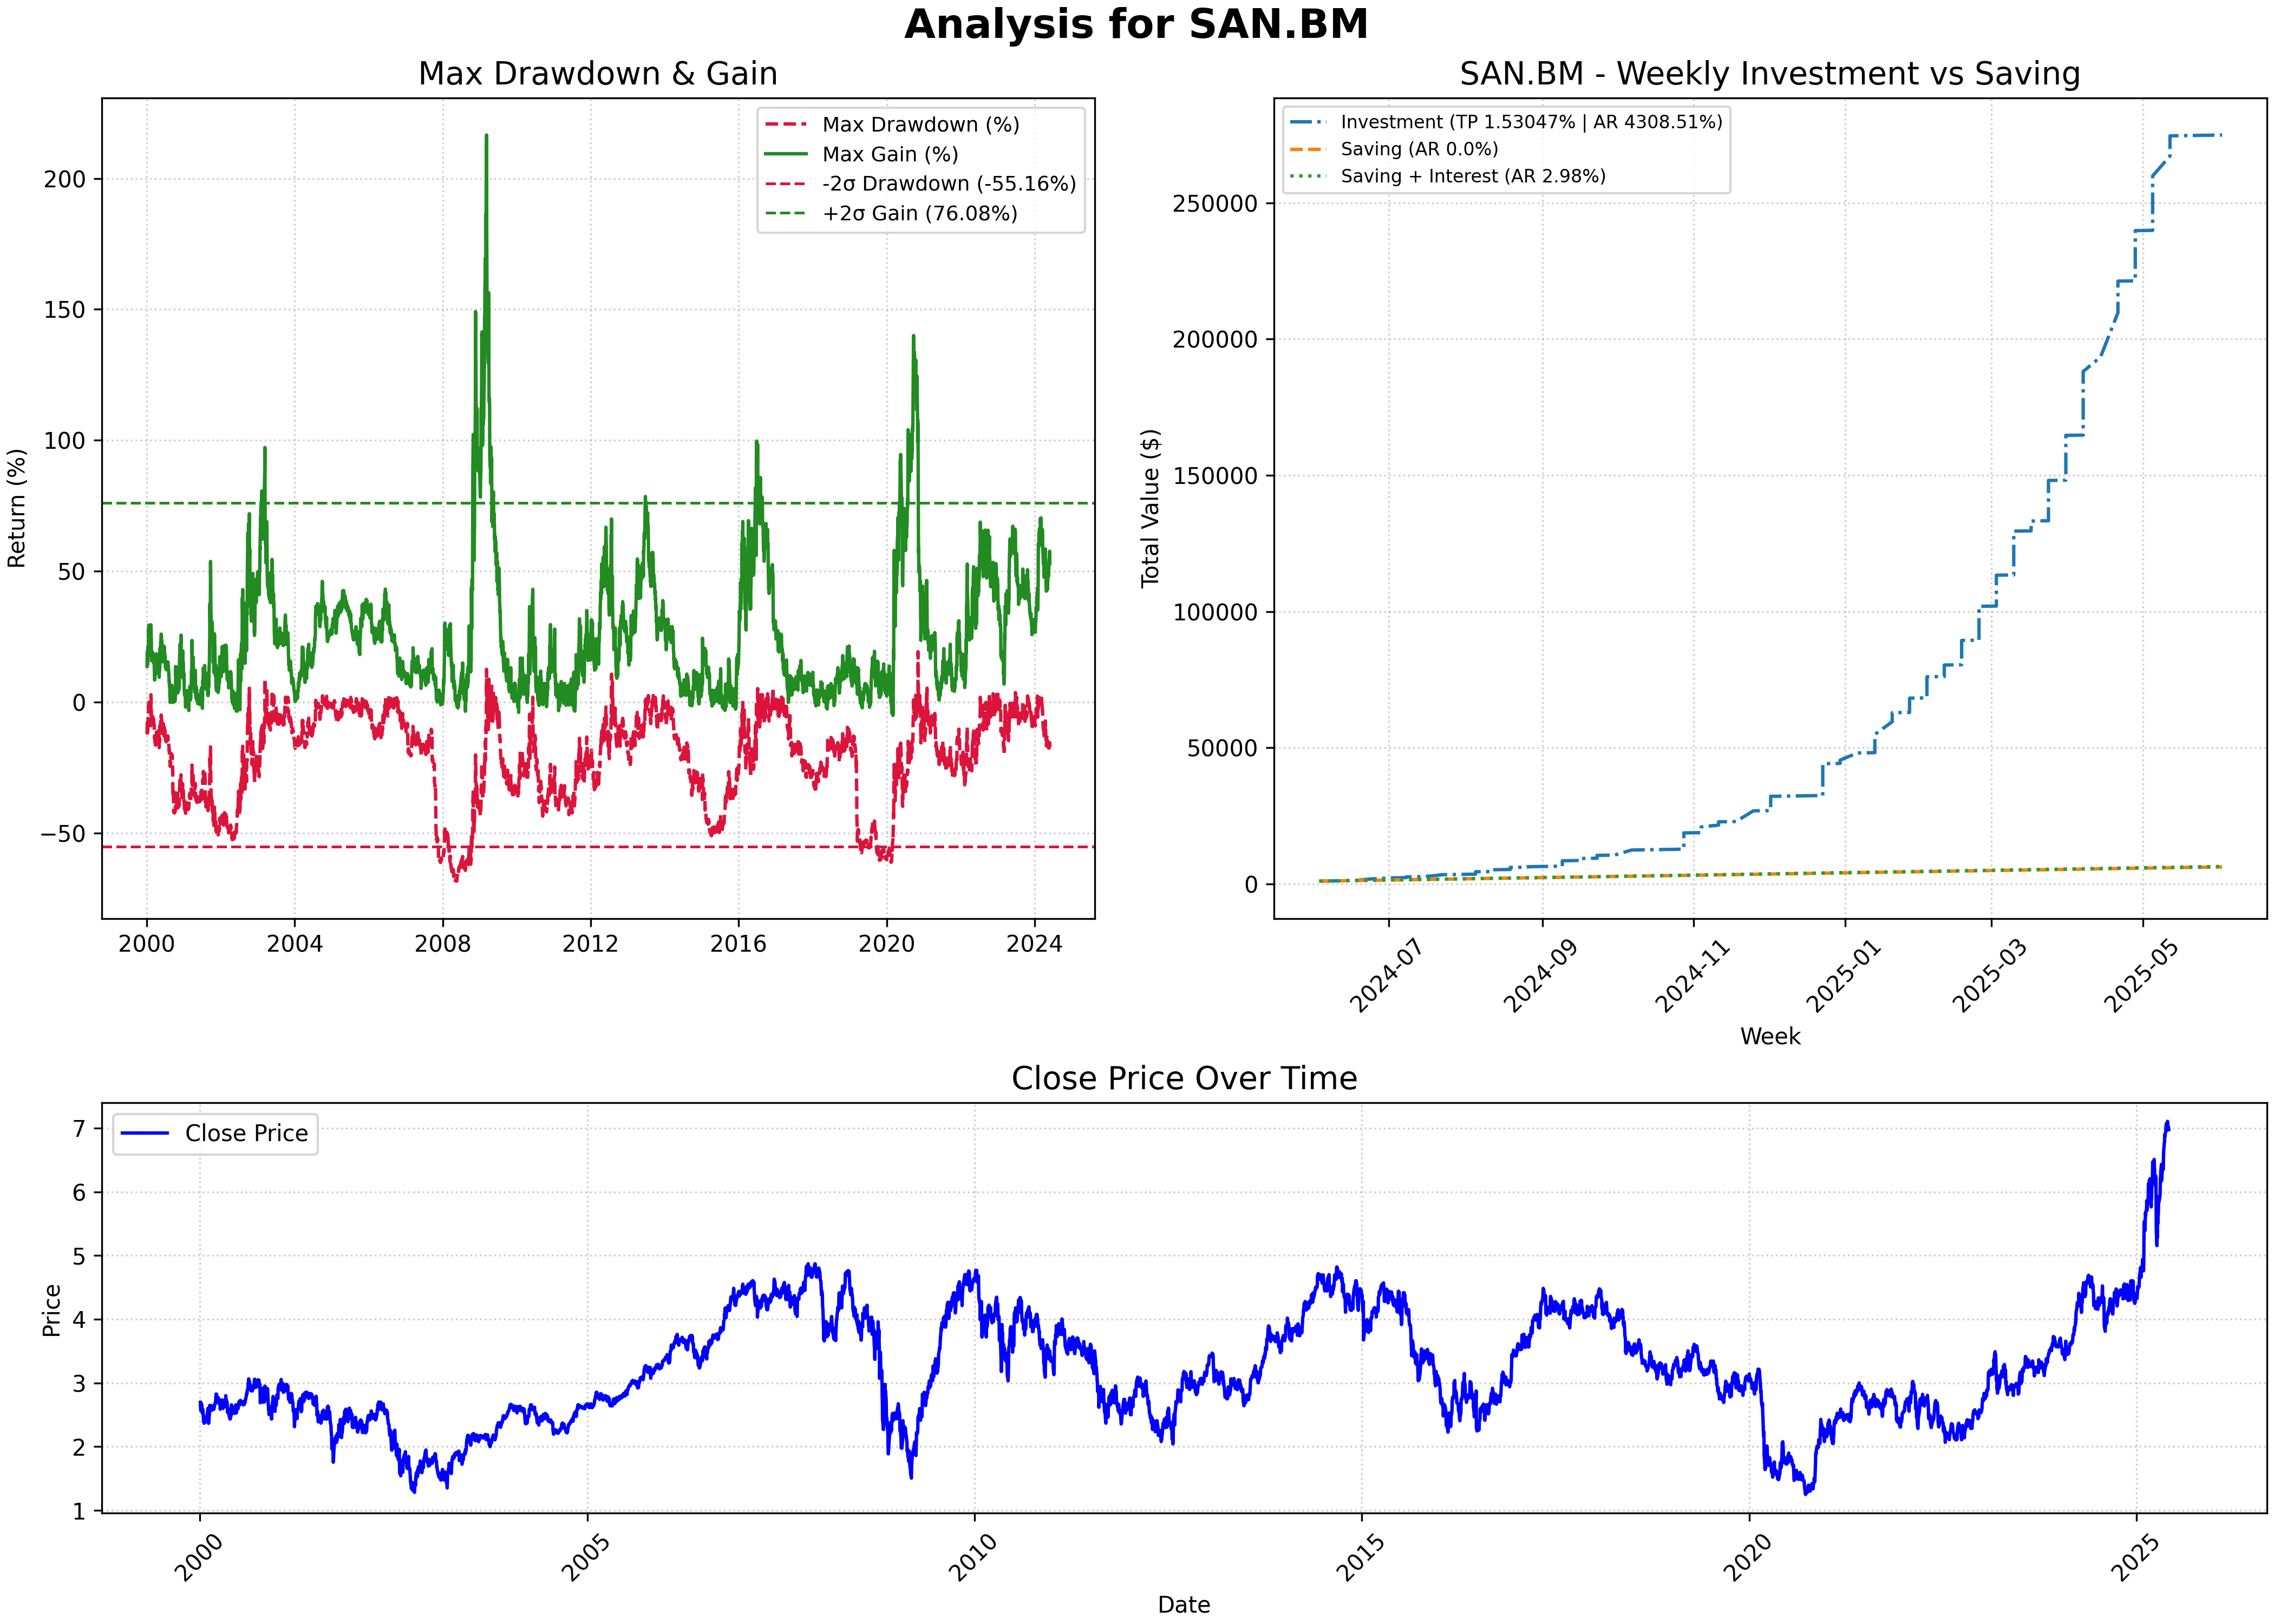 Analysis for SAN.BM
Max Drawdown & Gain
Return (%)
200
150
100
50
0
−50
2000
2004
2008
2012
2016
2020
2024
Max Drawdown (%)
Max Gain (%)
-2σ Drawdown (-55.16%)
+2σ Gain (76.08%)
SAN.BM - Weekly Investment vs Saving
Total Value ($)
250000
200000
150000
100000
50000
0
2024-07
2024-09
2024-11
2025-01
2025-03
2025-05
Week
Investment (TP 1.53047% | AR 4308.51%)
Saving (AR 0.0%)
Saving + Interest (AR 2.98%)
Close Price Over Time
Price
7
6
5
4
3
2
1
2000
2005
2010
2015
2020
2025
Date
Close Price